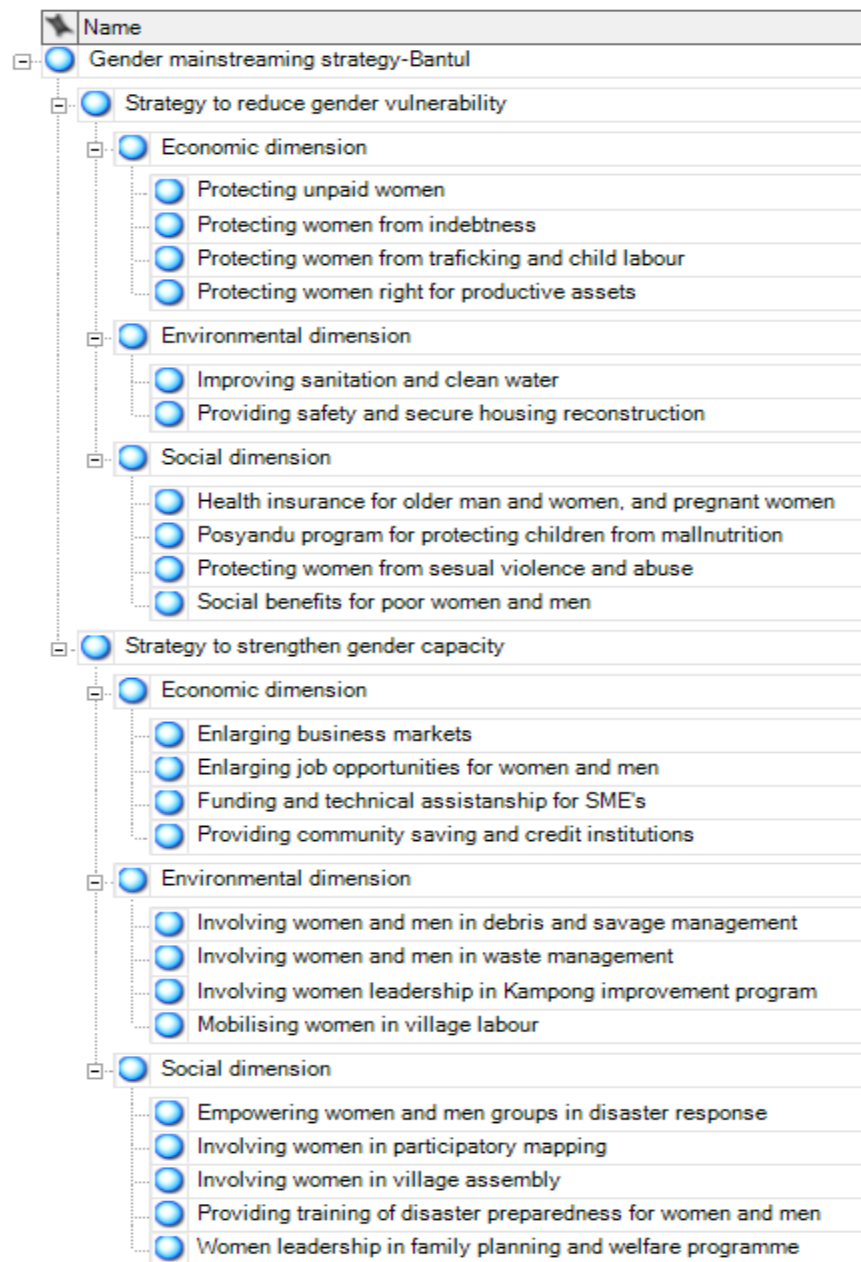 Name
Gender mainstreaming strategy-Bantul
Strategy to reduce gender vulnerability
Economic dimension
Protecting unpaid women
Protecting women from indebtness
Protecting women from traficking and child labour
Protecting women right for productive assets
Environmental dimension
Improving sanitation and clean water
Providing safety and secure housing reconstruction
Social dimension
Health insurance for older man and women, and pregnant women
Posyandu program for protecting children from mallnutrition
Protecting women from sesual violence and abuse
Social benefits for poor women and men
Strategy to strengthen gender capacity
Economic dimension
Enlarging business markets
Enlarging job opportunities for women and men
Funding and technical assistanship for SME's
Providing community saving and credit institutions
Environmental dimension
Involving women and men in debris and savage management
Involving women and men in waste management
Involving women leadership in Kampong improvement program
Mobilising women in village labour
Social dimension
Empowering women and men groups in disaster response
Involving women in participatory mapping
Involving women in village assembly
Providing training of disaster preparedness for women and men
Women leadership in family planning and welfare programme